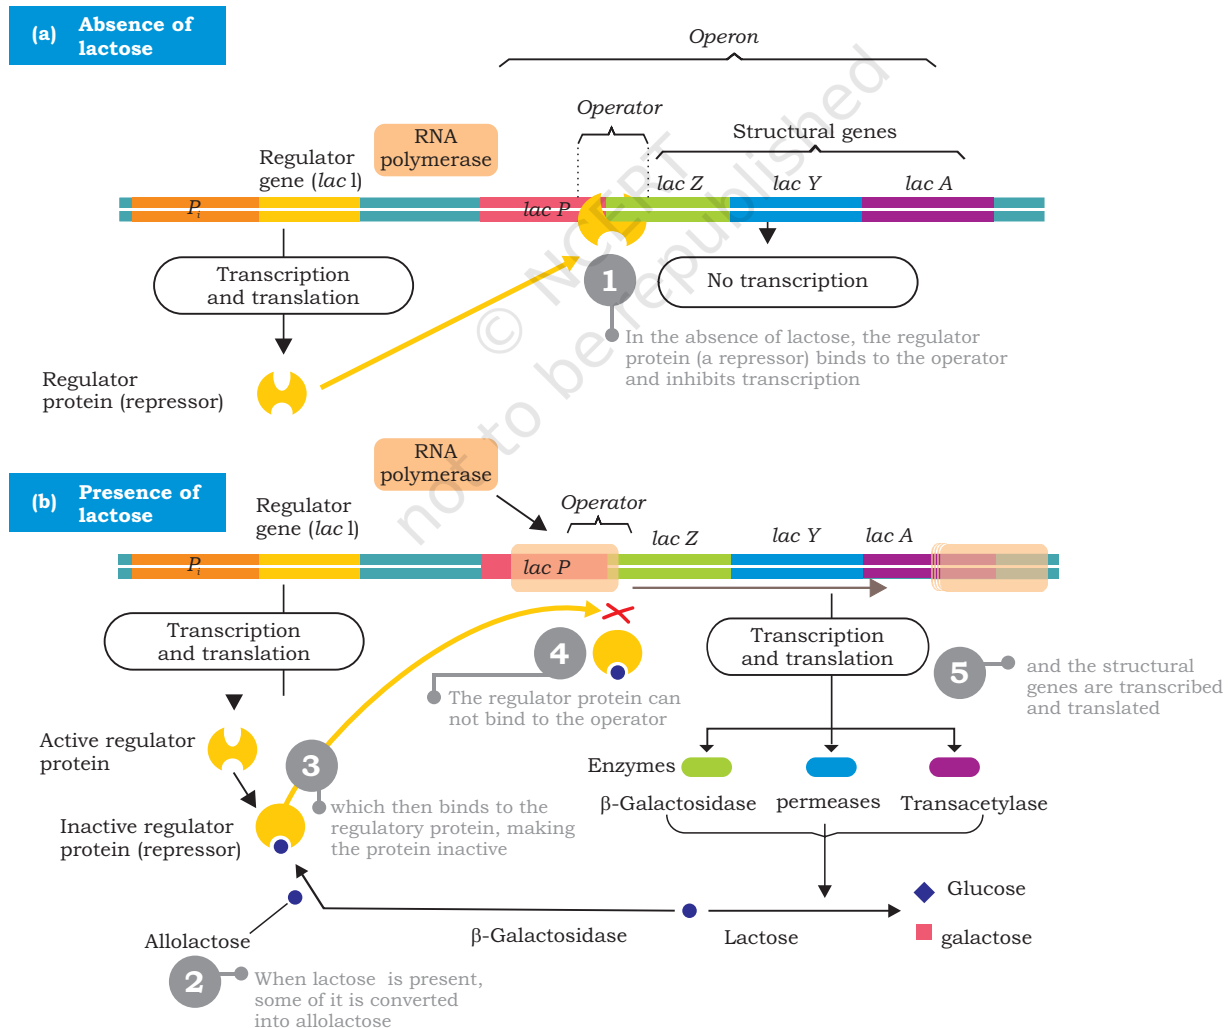 (a) Absence of
lactose
Operon
Operator
Structural genes
RNA
polymerase
Regulator
gene (lac l)
lac Z
lac Y
lac A
Pi
lac P
Transcription
and translation
1
No transcription
In the absence of lactose, the regulator
protein (a repressor) binds to the operator
and inhibits transcription
Regulator
protein (repressor)
© NCERT
not to be republished
(b) Presence of
lactose
RNA
polymerase
Regulator
gene (lac l)
Operator
lac Z
lac Y
lac A
Pi
lac P
Transcription
and translation
4
The regulator protein can
not bind to the operator
Transcription
and translation
5
and the structural
genes are transcribed
and translated
Active regulator
protein
3
which then binds to the
regulatory protein, making
the protein inactive
Enzymes
β-Galactosidase
permeases
Transacetylase
Inactive regulator
protein (repressor)
Allolactose
β-Galactosidase
Lactose
Glucose
galactose
2
When lactose is present,
some of it is converted
into allolactose